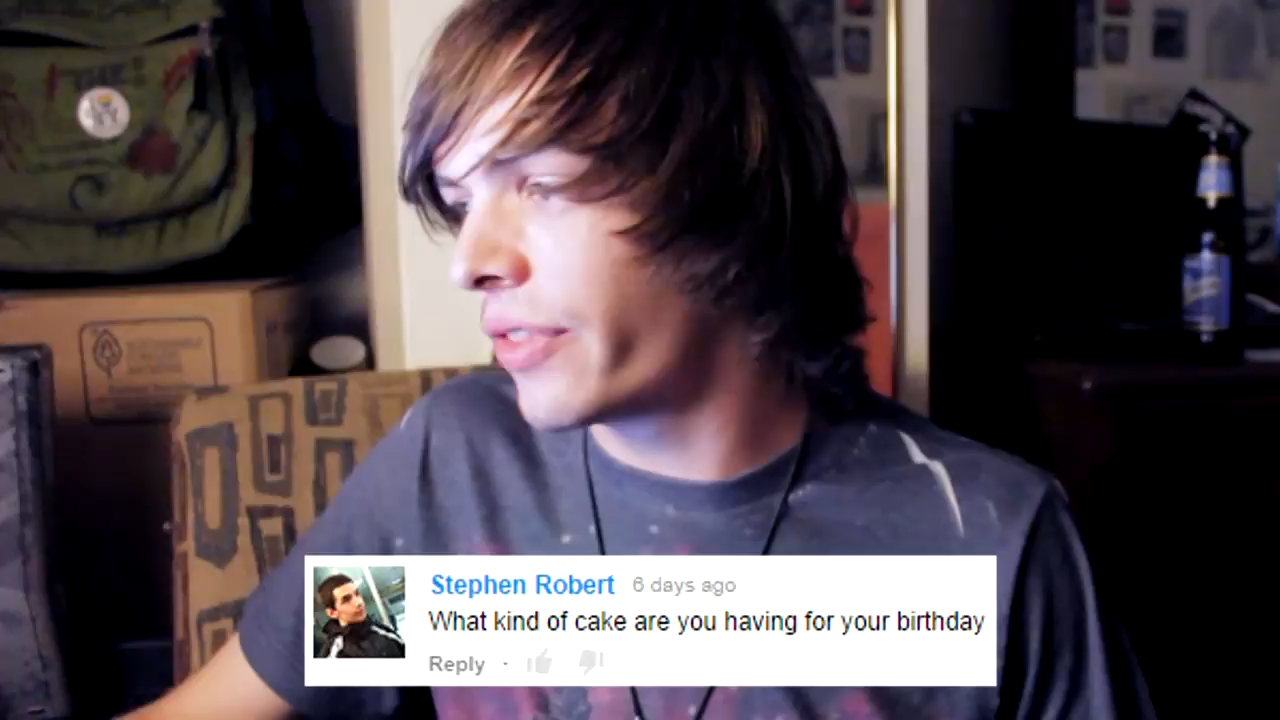 Stephen Robert 6 days ago
What kind of cake are you having for your birthday
Reply ·